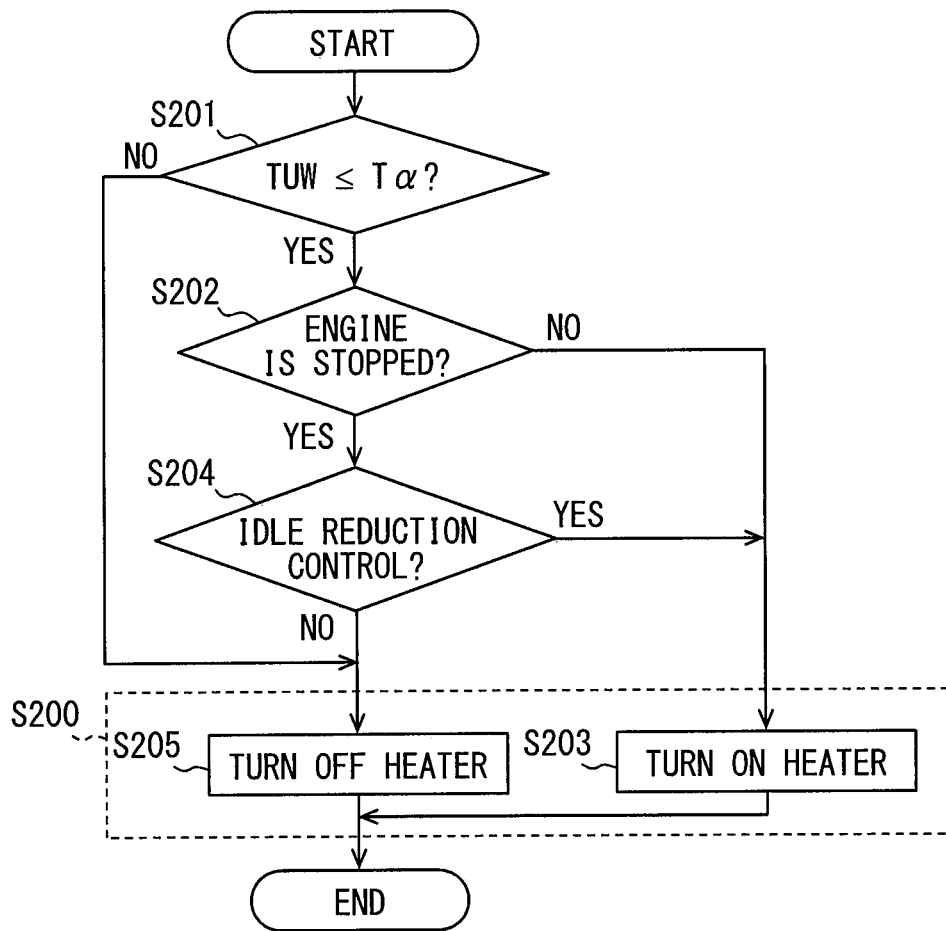 START
S201
NO
TUW ≤ Tα?
YES
S202
ENGINE
IS STOPPED?
NO
YES
S204
IDLE REDUCTION
CONTROL?
YES
NO
S200
S205
TURN OFF HEATER
S203
TURN ON HEATER
END